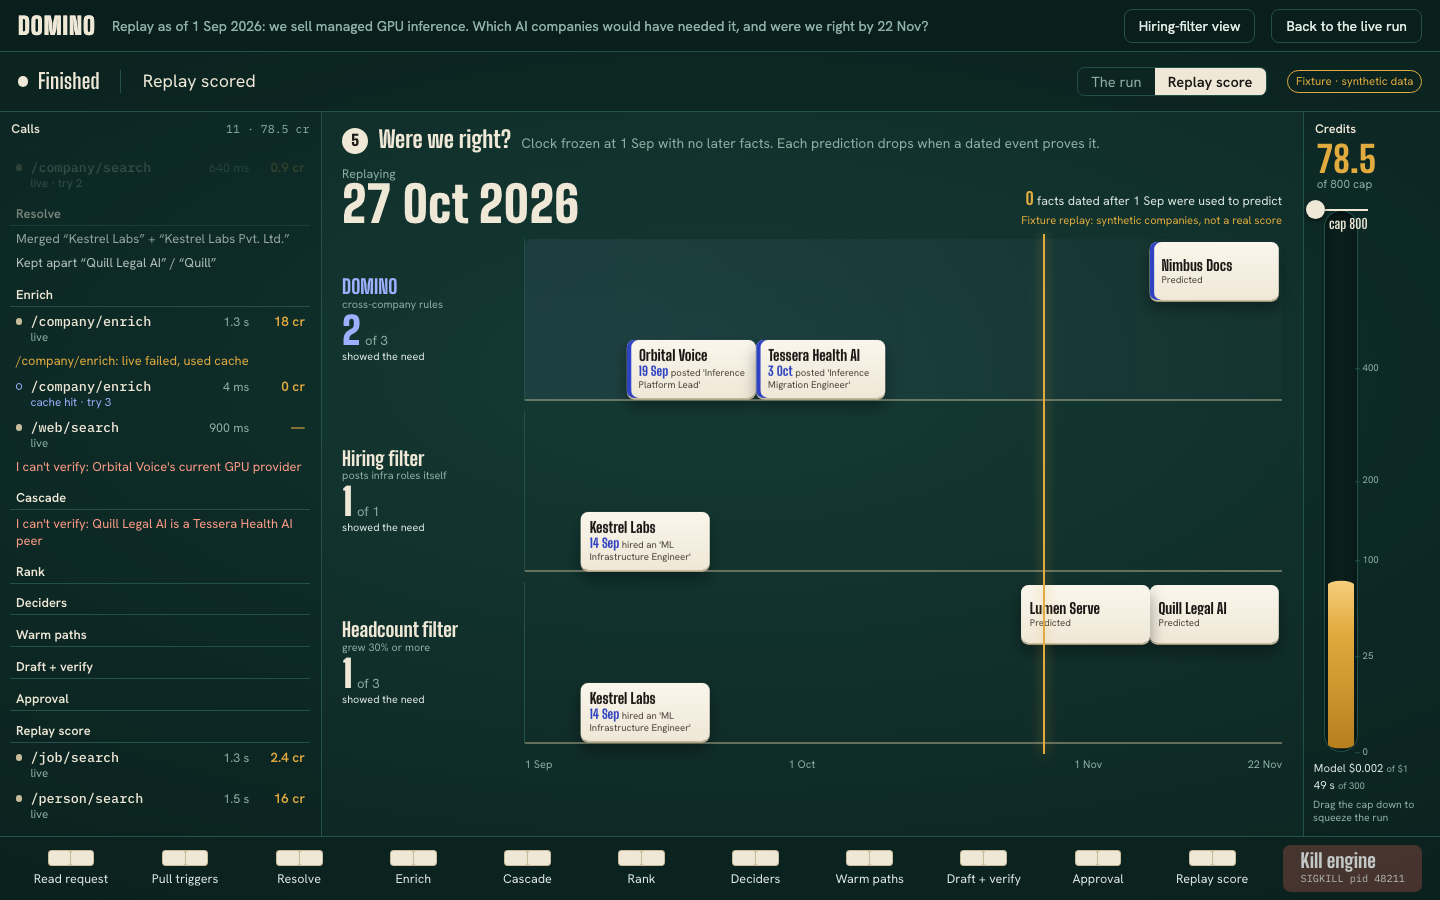 DOMINO
Replay as of 1 Sep 2026: we sell managed GPU inference. Which AI companies would have needed it, and were we right by 22 Nov?
Hiring-filter view
Back to the live run
Finished
Replay scored
The run
Replay score
Fixture · synthetic data
Calls
11 · 78.5 cr
/company/search 640 ms 0.9 cr
live · try 2
Resolve
Merged “Kestrel Labs” + “Kestrel Labs Pvt. Ltd.”
Kept apart “Quill Legal AI” / “Quill”
Enrich
/company/enrich 1.3 s 18 cr
live
/company/enrich: live failed, used cache
/company/enrich 4 ms 0 cr
cache hit · try 3
/web/search 900 ms —
live
I can't verify: Orbital Voice's current GPU provider
Cascade
I can't verify: Quill Legal AI is a Tessera Health AI
peer
Rank
Deciders
Warm paths
Draft + verify
Approval
Replay score
/job/search 1.3 s 2.4 cr
live
/person/search 1.5 s 16 cr
live
5 Were we right? Clock frozen at 1 Sep with no later facts. Each prediction drops when a dated event proves it.
Replaying
27 Oct 2026
0 facts dated after 1 Sep were used to predict
Fixture replay: synthetic companies, not a real score
DOMINO
cross-company rules
2 of 3
showed the need
Nimbus Docs
Predicted
Orbital Voice
19 Sep posted 'Inference
Platform Lead'
Tessera Health AI
3 Oct posted 'Inference
Migration Engineer'
Hiring filter
posts infra roles itself
1 of 1
showed the need
Kestrel Labs
14 Sep hired an 'ML
Infrastructure Engineer'
Headcount filter
grew 30% or more
1 of 3
showed the need
Lumen Serve
Predicted
Quill Legal AI
Predicted
Kestrel Labs
14 Sep hired an 'ML
Infrastructure Engineer'
1 Sep
1 Oct
1 Nov
22 Nov
Credits
78.5
of 800 cap
cap 800
400
200
100
25
0
Model $0.002 of $1
49 s of 300
Drag the cap down to
squeeze the run
Read request
Pull triggers
Resolve
Enrich
Cascade
Rank
Deciders
Warm paths
Draft + verify
Approval
Replay score
Kill engine
SIGKILL pid 48211